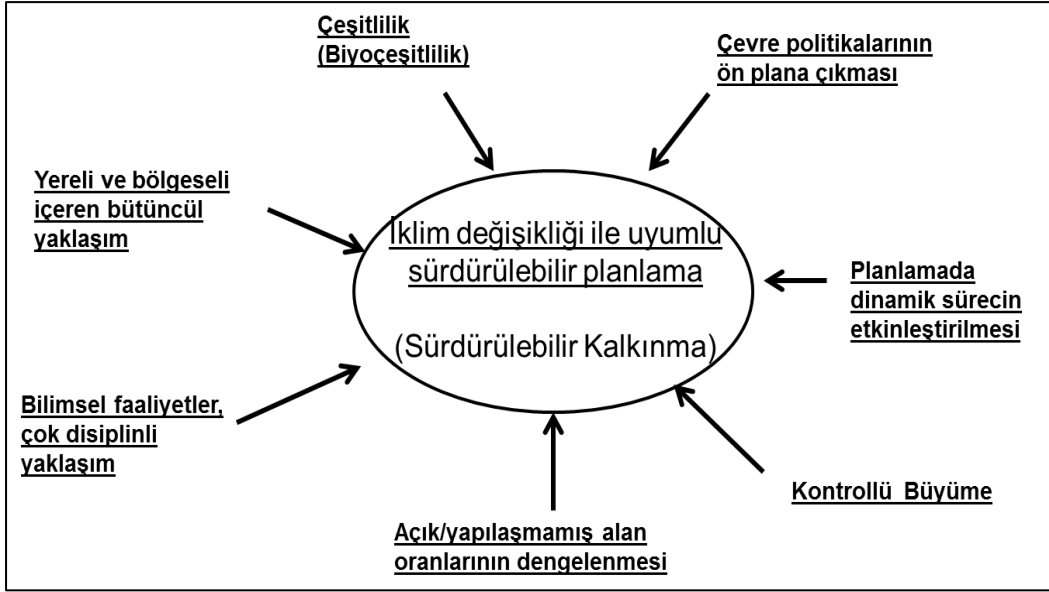 Çeşitlilik
(Biyoçeşitlilik)
Çevre politikalarının
ön plana çıkması
Yereli ve bölgeseli
içeren bütüncül
yaklaşım
İklim değişikliği ile uyumlu
sürdürülebilir planlama
(Sürdürülebilir Kalkınma)
Planlamada
dinamik sürecin
etkinleştirilmesi
Bilimsel faaliyetler,
çok disiplinli
yaklaşım
Kontrollü Büyüme
Açık/yapılaşmamış alan
oranlarının dengelenmesi